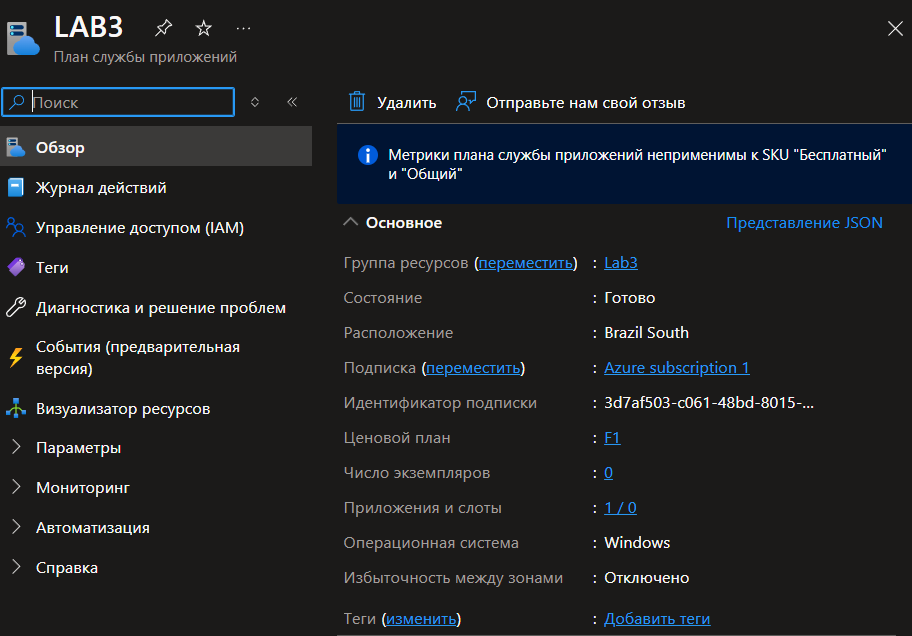 LAB3
План службы приложений
Поиск
Обзор
Журнал действий
Управление доступом (IAM)
Теги
Диагностика и решение проблем
События (предварительная
версия)
Визуализатор ресурсов
Параметры
Мониторинг
Автоматизация
Справка
Удалить
Отправьте нам свой отзыв
Метрики плана службы приложений неприменимы к SKU "Бесплатный"
и "Общий"
Основное
Представление JSON
Группа ресурсов (переместить) : Lab3
Состояние : Готово
Расположение : Brazil South
Подписка (переместить) : Azure subscription 1
Идентификатор подписки : 3d7af503-c061-48bd-8015-...
Ценовой план : F1
Число экземпляров : 0
Приложения и слоты : 1 / 0
Операционная система : Windows
Избыточность между зонами : Отключено
Теги (изменить) : Добавить теги